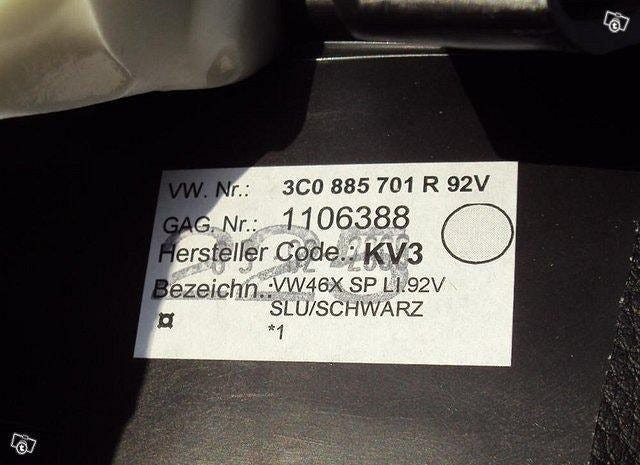 VW. Nr.: 3C0 885 701 R 92V
GAG. Nr.: 1106388
Hersteller Code.: KV3
Bezeichn.: VW46X SP LI.92V
SLU/SCHWARZ
*1